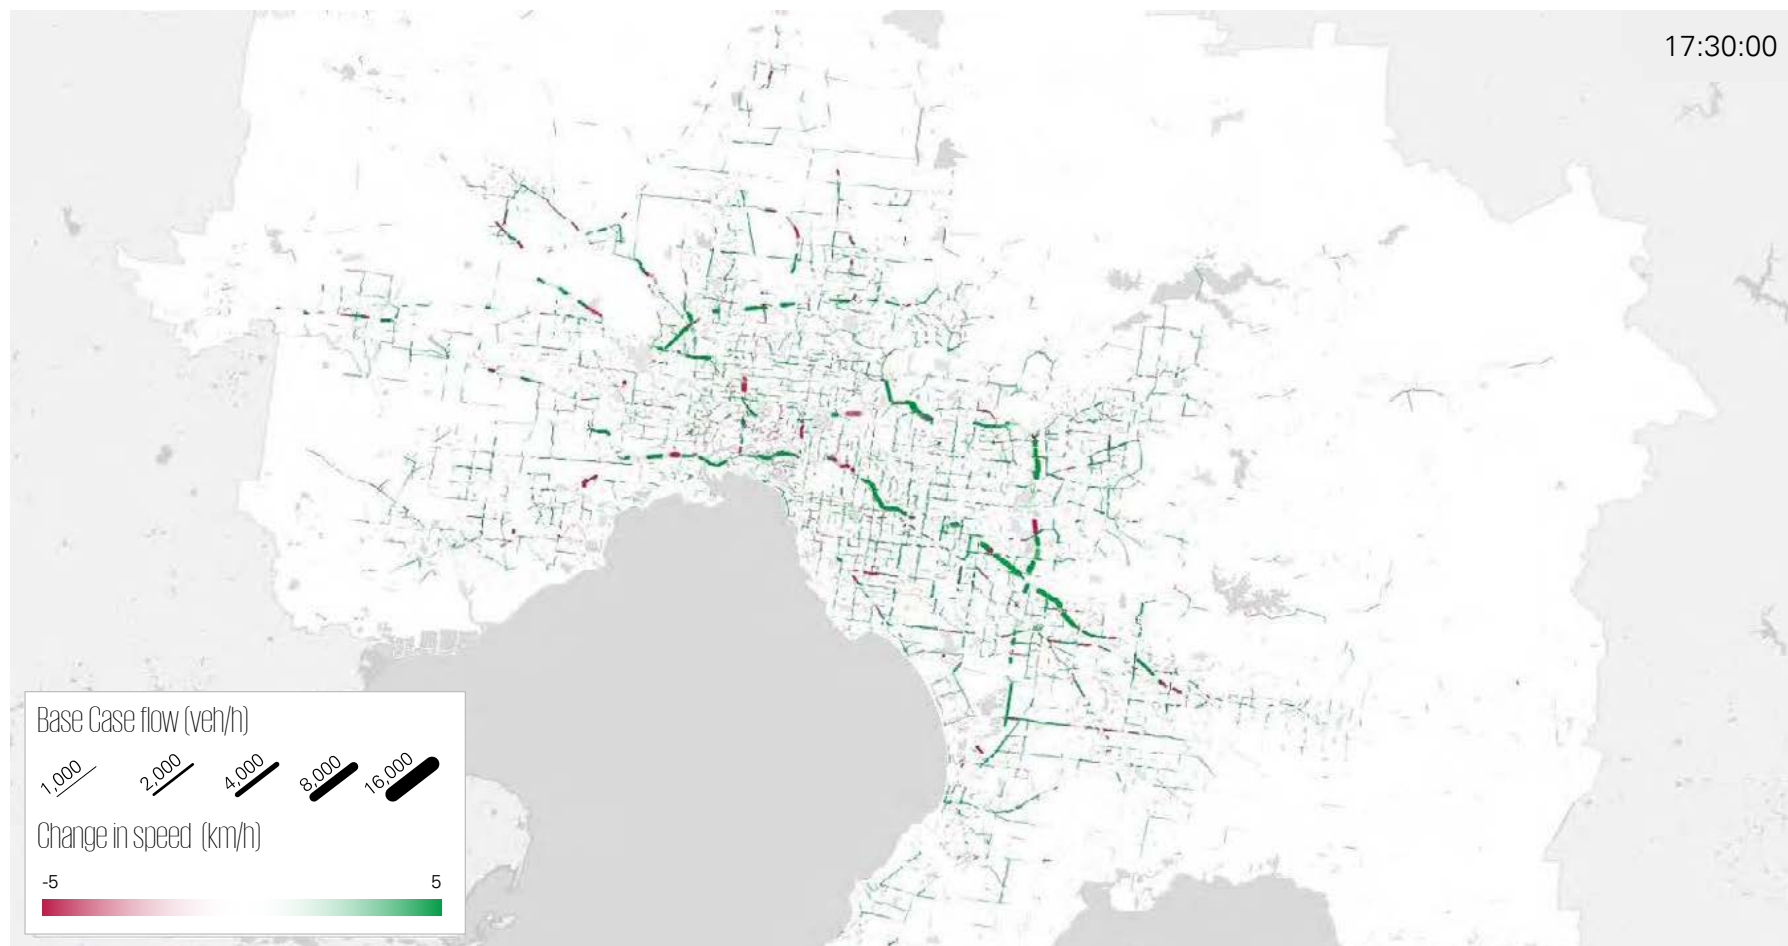 17:30:00
Base Case flow (veh/h)
1,000 2,000 4,000 8,000 16,000
Change in speed (km/h)
-5 5